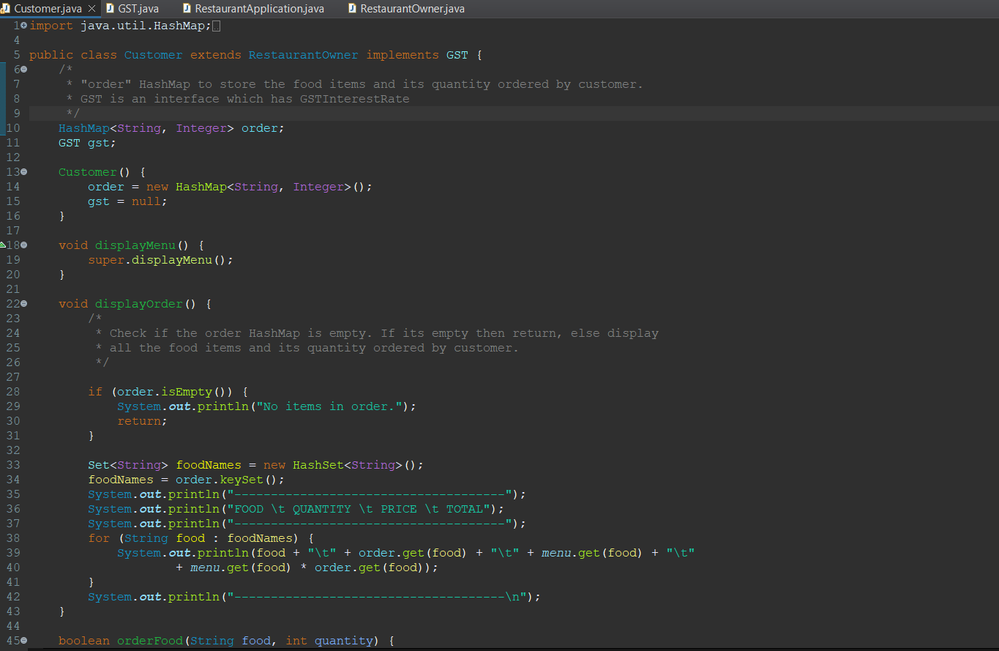 Customer.java GST.java RestaurantApplication.java RestaurantOwner.java
1 import java.util.HashMap;
4
5 public class Customer extends RestaurantOwner implements GST {
6     /*
7      * "order" HashMap to store the food items and its quantity ordered by customer.
8      * GST is an interface which has GSTInterestRate
9      */
10     HashMap<String, Integer> order;
11     GST gst;
12
13     Customer() {
14         order = new HashMap<String, Integer>();
15         gst = null;
16     }
17
18     void displayMenu() {
19         super.displayMenu();
20     }
21
22     void displayOrder() {
23         /*
24          * Check if the order HashMap is empty. If its empty then return, else display
25          * all the food items and its quantity ordered by customer.
26          */
27
28         if (order.isEmpty()) {
29             System.out.println("No items in order.");
30             return;
31         }
32
33         Set<String> foodNames = new HashSet<String>();
34         foodNames = order.keySet();
35         System.out.println("-------------------------------------");
36         System.out.println("FOOD \t QUANTITY \t PRICE \t TOTAL");
37         System.out.println("-------------------------------------");
38         for (String food : foodNames) {
39             System.out.println(food + "\t" + order.get(food) + "\t" + menu.get(food) + "\t"
40                     + menu.get(food) * order.get(food));
41         }
42         System.out.println("-------------------------------------\n");
43     }
44
45     boolean orderFood(String food, int quantity) {